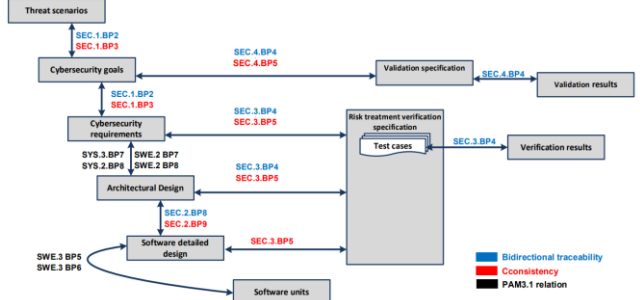 Threat scenarios
SEC.1.BP2
SEC.1.BP3
SEC.4.BP4
SEC.4.BP5
Cybersecurity goals
Validation specification
SEC.4.BP4
Validation results
SEC.1.BP2
SEC.1.BP3
SEC.3.BP4
SEC.3.BP5
Cybersecurity
requirements
Risk treatment verification
specification
Test cases
SEC.3.BP4
Verification results
SYS.3.BP7 SWE.2 BP7
SYS.2.BP8 SWE.2 BP8
SEC.3.BP4
SEC.3.BP5
Architectural Design
SEC.2.BP8
SEC.2.BP9
SEC.3.BP5
Software detailed
design
SWE.3 BP5
SWE.3 BP6
Software units
Bidirectional traceability
Cconsistency
PAM3.1 relation